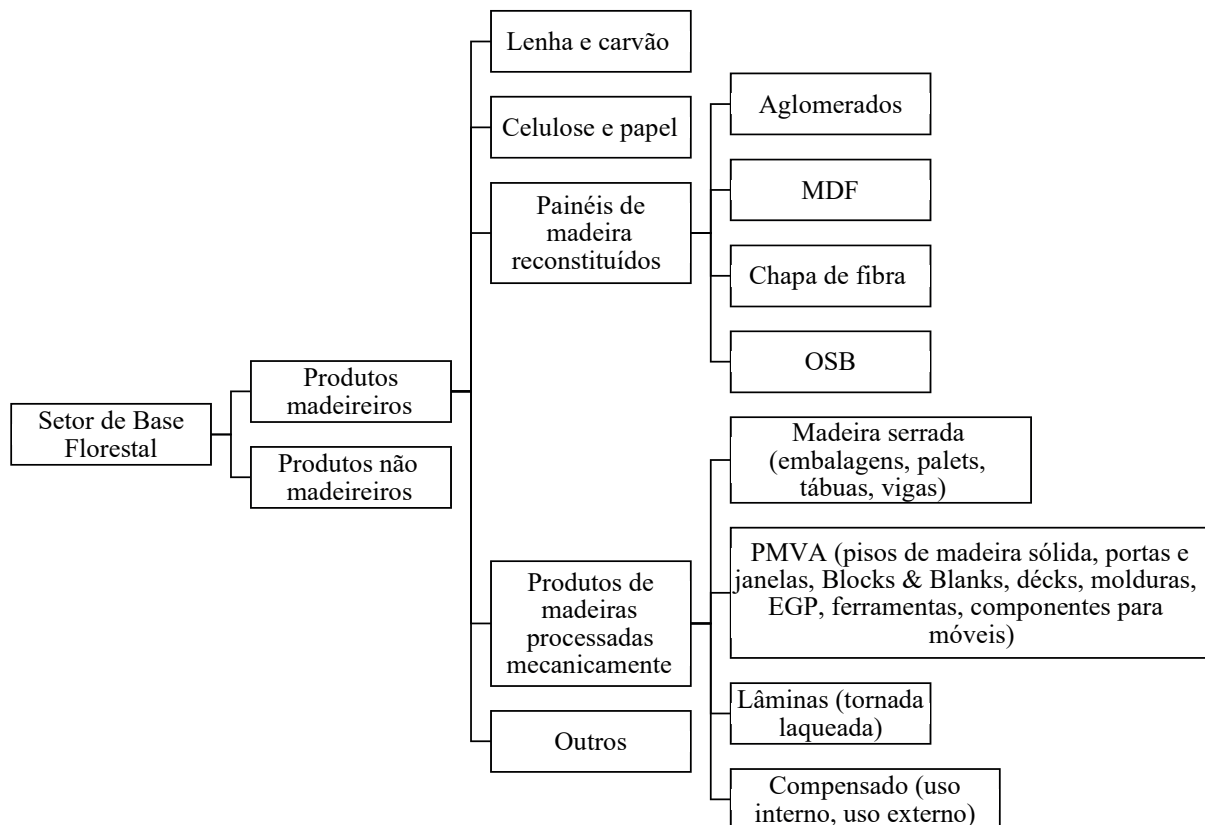 Setor de Base
Florestal
Produtos
madeireiros
Produtos não
madeireiros
Lenha e carvão
Celulose e papel
Painéis de
madeira
reconstituídos
Produtos de
madeiras
processadas
mecanicamente
Outros
Aglomerados
MDF
Chapa de fibra
OSB
Madeira serrada
(embalagens, palets,
tábuas, vigas)
PMVA (pisos de madeira sólida, portas e
janelas, Blocks & Blanks, décks, molduras,
EGP, ferramentas, componentes para
móveis)
Lâminas (tornada
laqueada)
Compensado (uso
interno, uso externo)